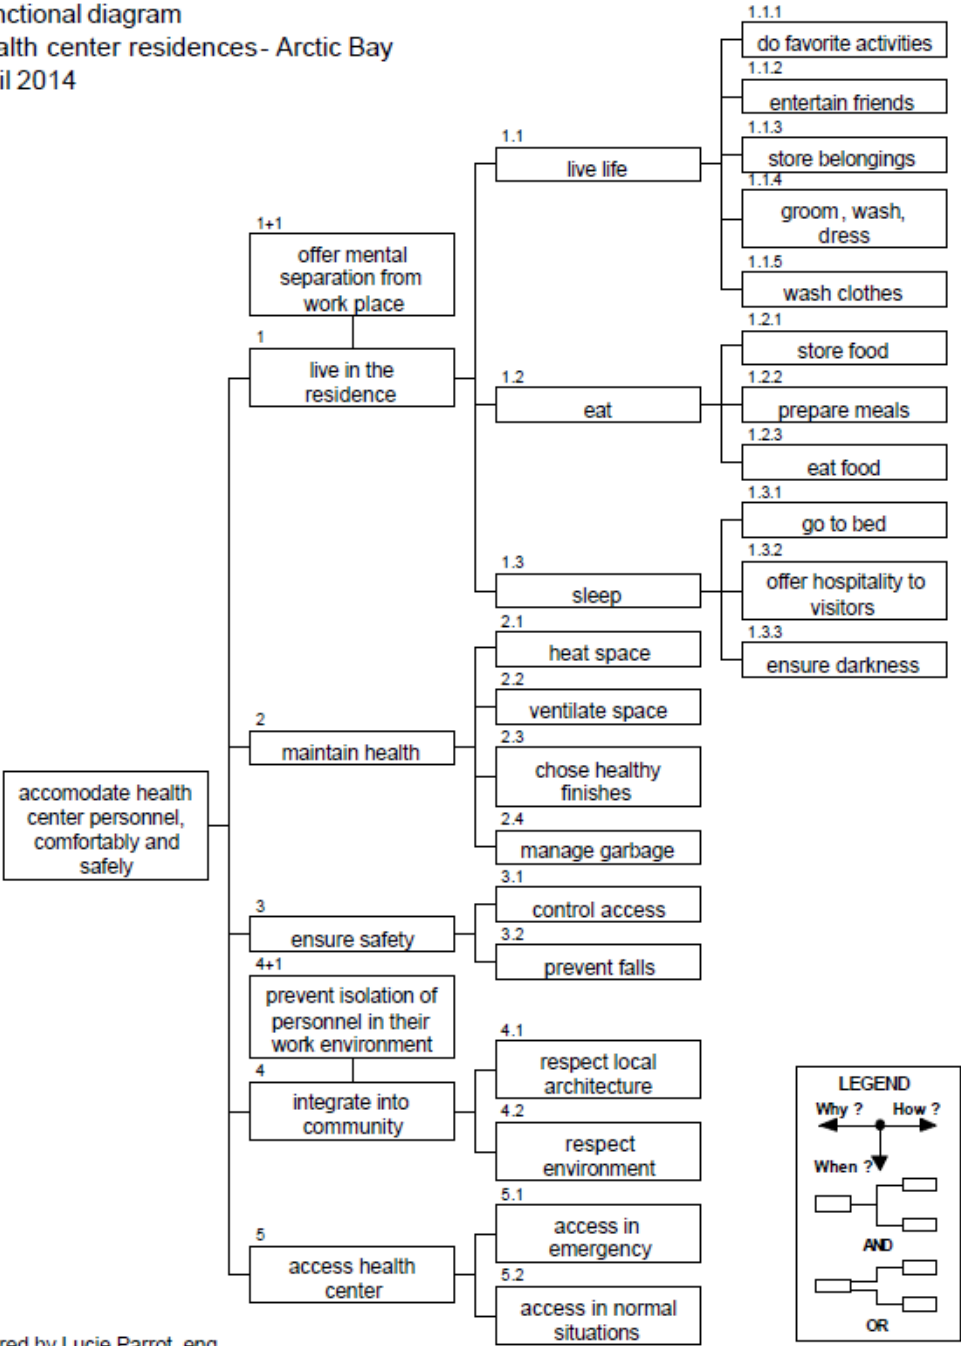 nctional diagram
alth center residences - Arctic Bay
il 2014
1.1.1
do favorite activities
1.1.2
entertain friends
1.1
live life
1.1.3
store belongings
1.1.4
groom, wash,
dress
1.1.5
wash clothes
1+1
offer mental
separation from
work place
1
live in the
residence
1.2
eat
1.2.1
store food
1.2.2
prepare meals
1.2.3
eat food
1.3
sleep
1.3.1
go to bed
1.3.2
offer hospitality to
visitors
1.3.3
ensure darkness
2
maintain health
2.1
heat space
2.2
ventilate space
2.3
chose healthy
finishes
2.4
manage garbage
accomodate health
center personnel,
comfortably and
safely
3
ensure safety
3.1
control access
3.2
prevent falls
4+1
prevent isolation of
personnel in their
work environment
4
integrate into
community
4.1
respect local
architecture
4.2
respect
environment
5
access health
center
5.1
access in
emergency
5.2
access in normal
situations
LEGEND
Why ? How ?
When ?
AND
OR
red by Lucie Parrot, eng